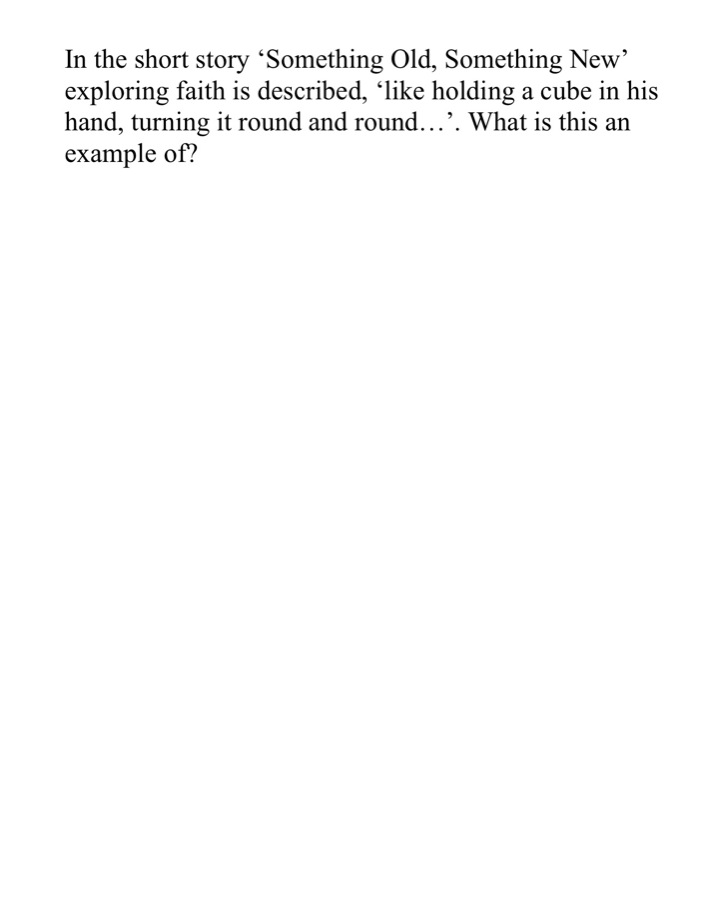 In the short story ‘Something Old, Something New’
exploring faith is described, ‘like holding a cube in his
hand, turning it round and round…’. What is this an
example of?